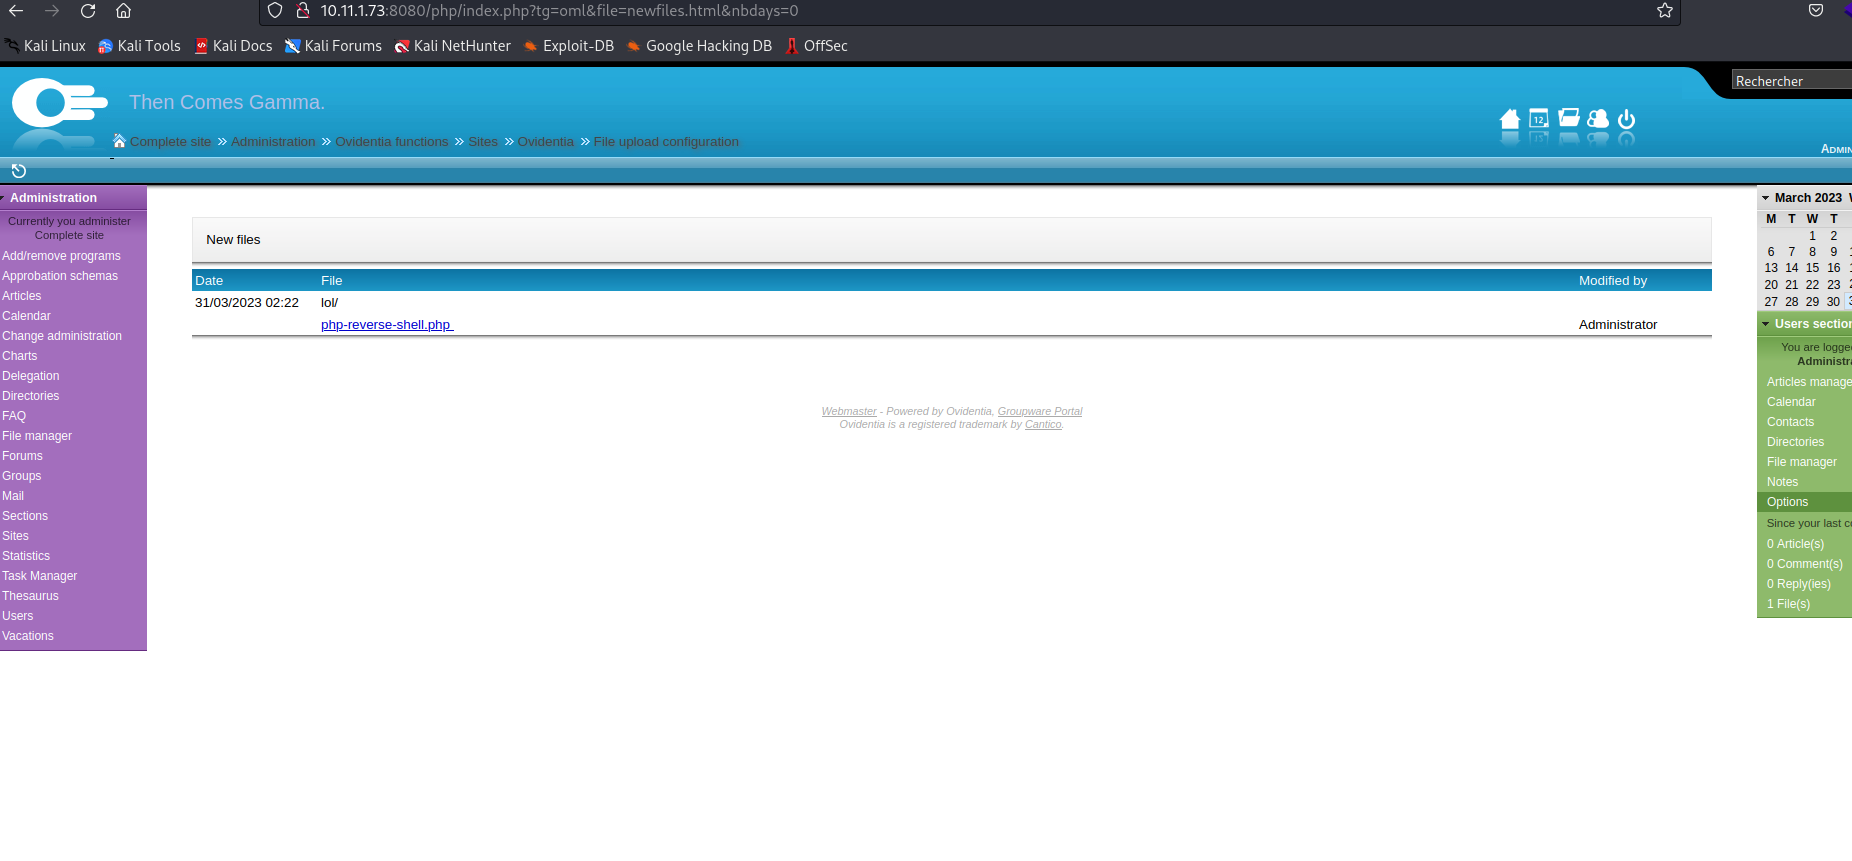 10.11.1.73:8080/php/index.php?tg=oml&file=newfiles.html&nbdays=0
Kali Linux Kali Tools Kali Docs Kali Forums Kali NetHunter Exploit-DB Google Hacking DB OffSec
Rechercher
Then Comes Gamma.
12
Complete site » Administration » Ovidentia functions » Sites » Ovidentia » File upload configuration
ADMIN
Administration
Currently you administer
Complete site
Add/remove programs
Approbation schemas
Articles
Calendar
Change administration
Charts
Delegation
Directories
FAQ
File manager
Forums
Groups
Mail
Sections
Sites
Statistics
Task Manager
Thesaurus
Users
Vacations
New files
Date File Modified by
31/03/2023 02:22 lol/
php-reverse-shell.php Administrator
Webmaster - Powered by Ovidentia, Groupware Portal
Ovidentia is a registered trademark by Cantico.
March 2023
M T W T
1 2
6 7 8 9
13 14 15 16
20 21 22 23
27 28 29 30
Users section
You are logge
Administra
Articles manage
Calendar
Contacts
Directories
File manager
Notes
Options
Since your last co
0 Article(s)
0 Comment(s)
0 Reply(ies)
1 File(s)